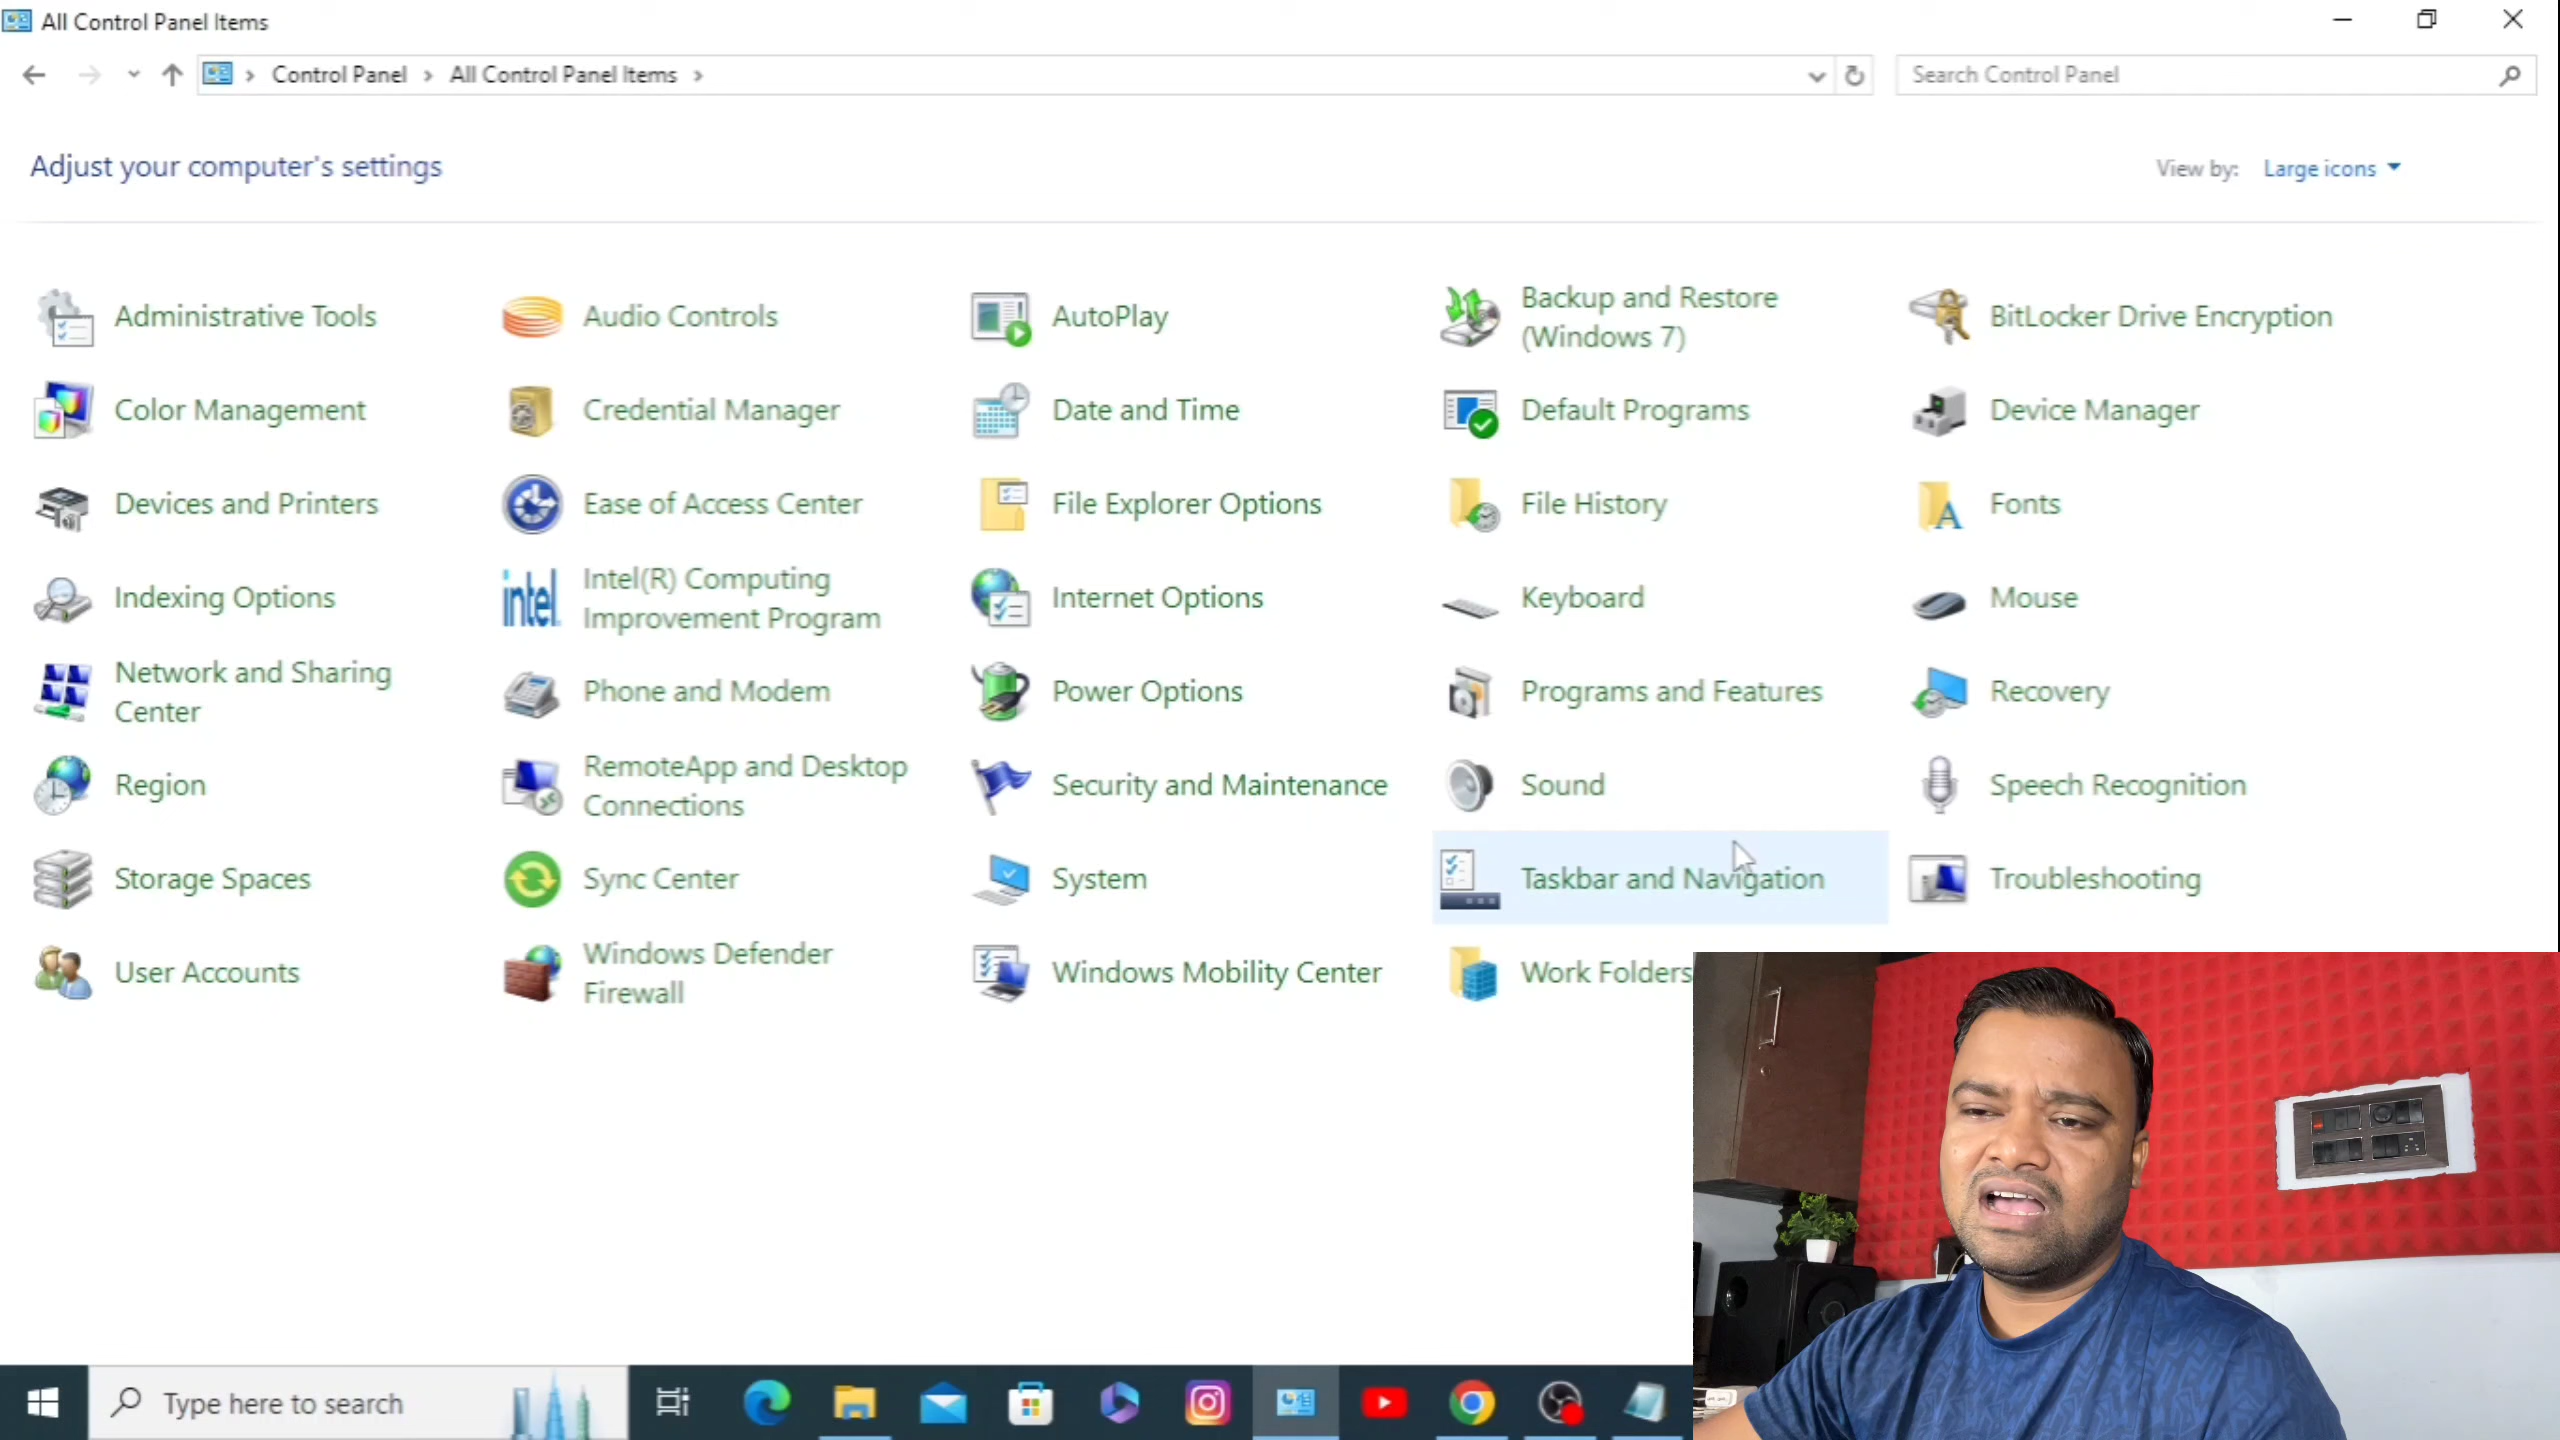 All Control Panel Items
Control Panel
All Control Panel Items
Search Control Panel
Adjust your computer's settings
View by: Large icons
Administrative Tools
Audio Controls
AutoPlay
Backup and Restore
(Windows 7)
BitLocker Drive Encryption
Color Management
Credential Manager
Date and Time
Default Programs
Device Manager
Devices and Printers
Ease of Access Center
File Explorer Options
File History
Fonts
Indexing Options
intel.
Intel(R) Computing
Improvement Program
Internet Options
Keyboard
Mouse
Network and Sharing
Center
Phone and Modem
Power Options
Programs and Features
Recovery
Region
RemoteApp and Desktop
Connections
Security and Maintenance
Sound
Speech Recognition
Storage Spaces
Sync Center
System
Taskbar and Navigation
Troubleshooting
User Accounts
Windows Defender
Firewall
Windows Mobility Center
Work Folders
Type here to search